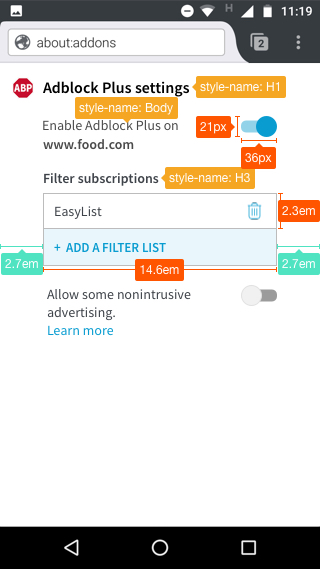 H
11:19
about:addons
2
ABP
Adblock Plus settings
style-name: H1
style-name: Body
Enable Adblock Plus on
www.food.com
21px
36px
Filter subscriptions
style-name: H3
EasyList
2.3em
+ ADD A FILTER LIST
2.7em
14.6em
2.7em
Allow some nonintrusive
advertising.
Learn more